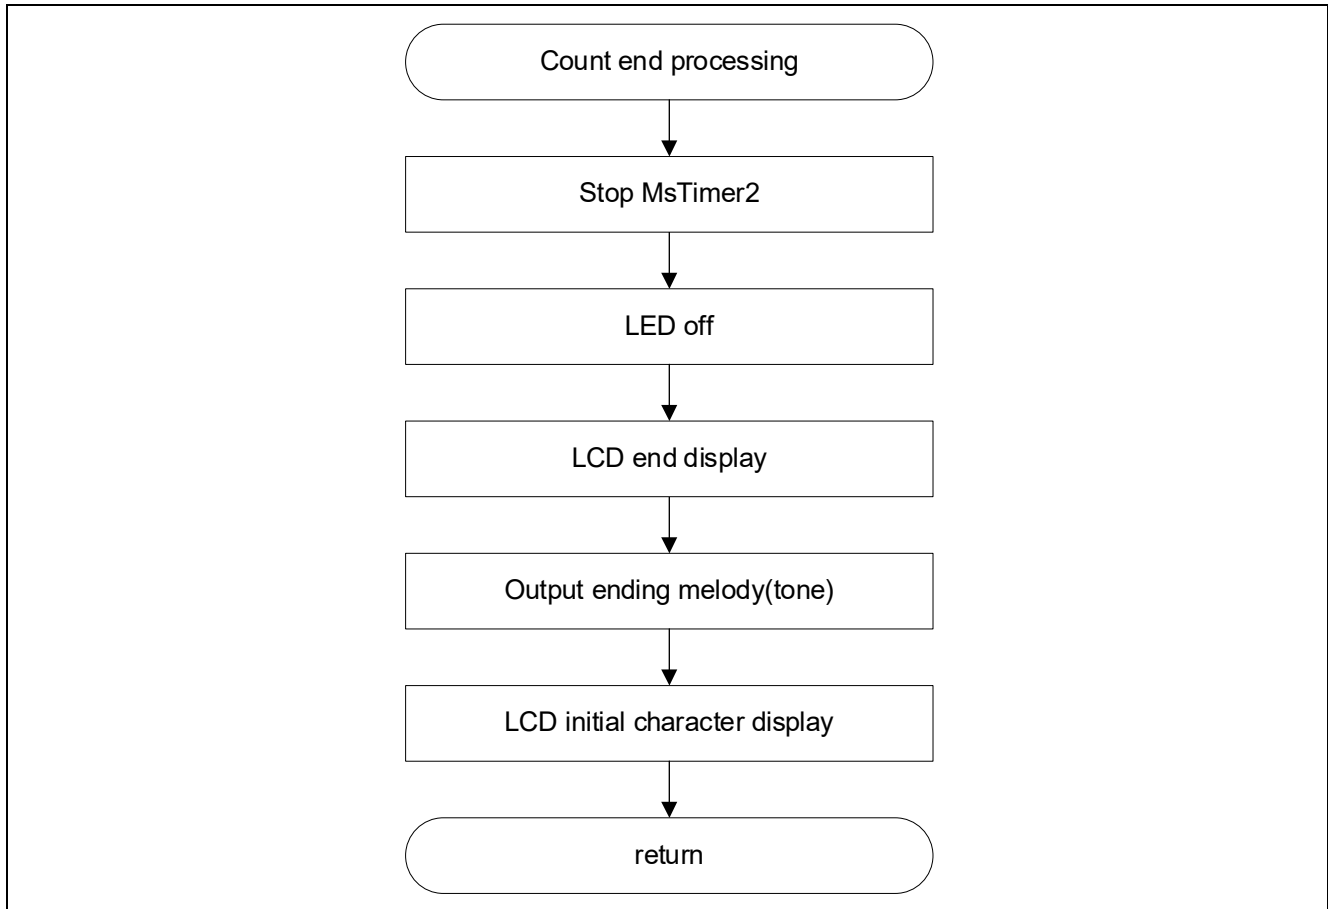 Count end processing
Stop MsTimer2
LED off
LCD end display
Output ending melody(tone)
LCD initial character display
return